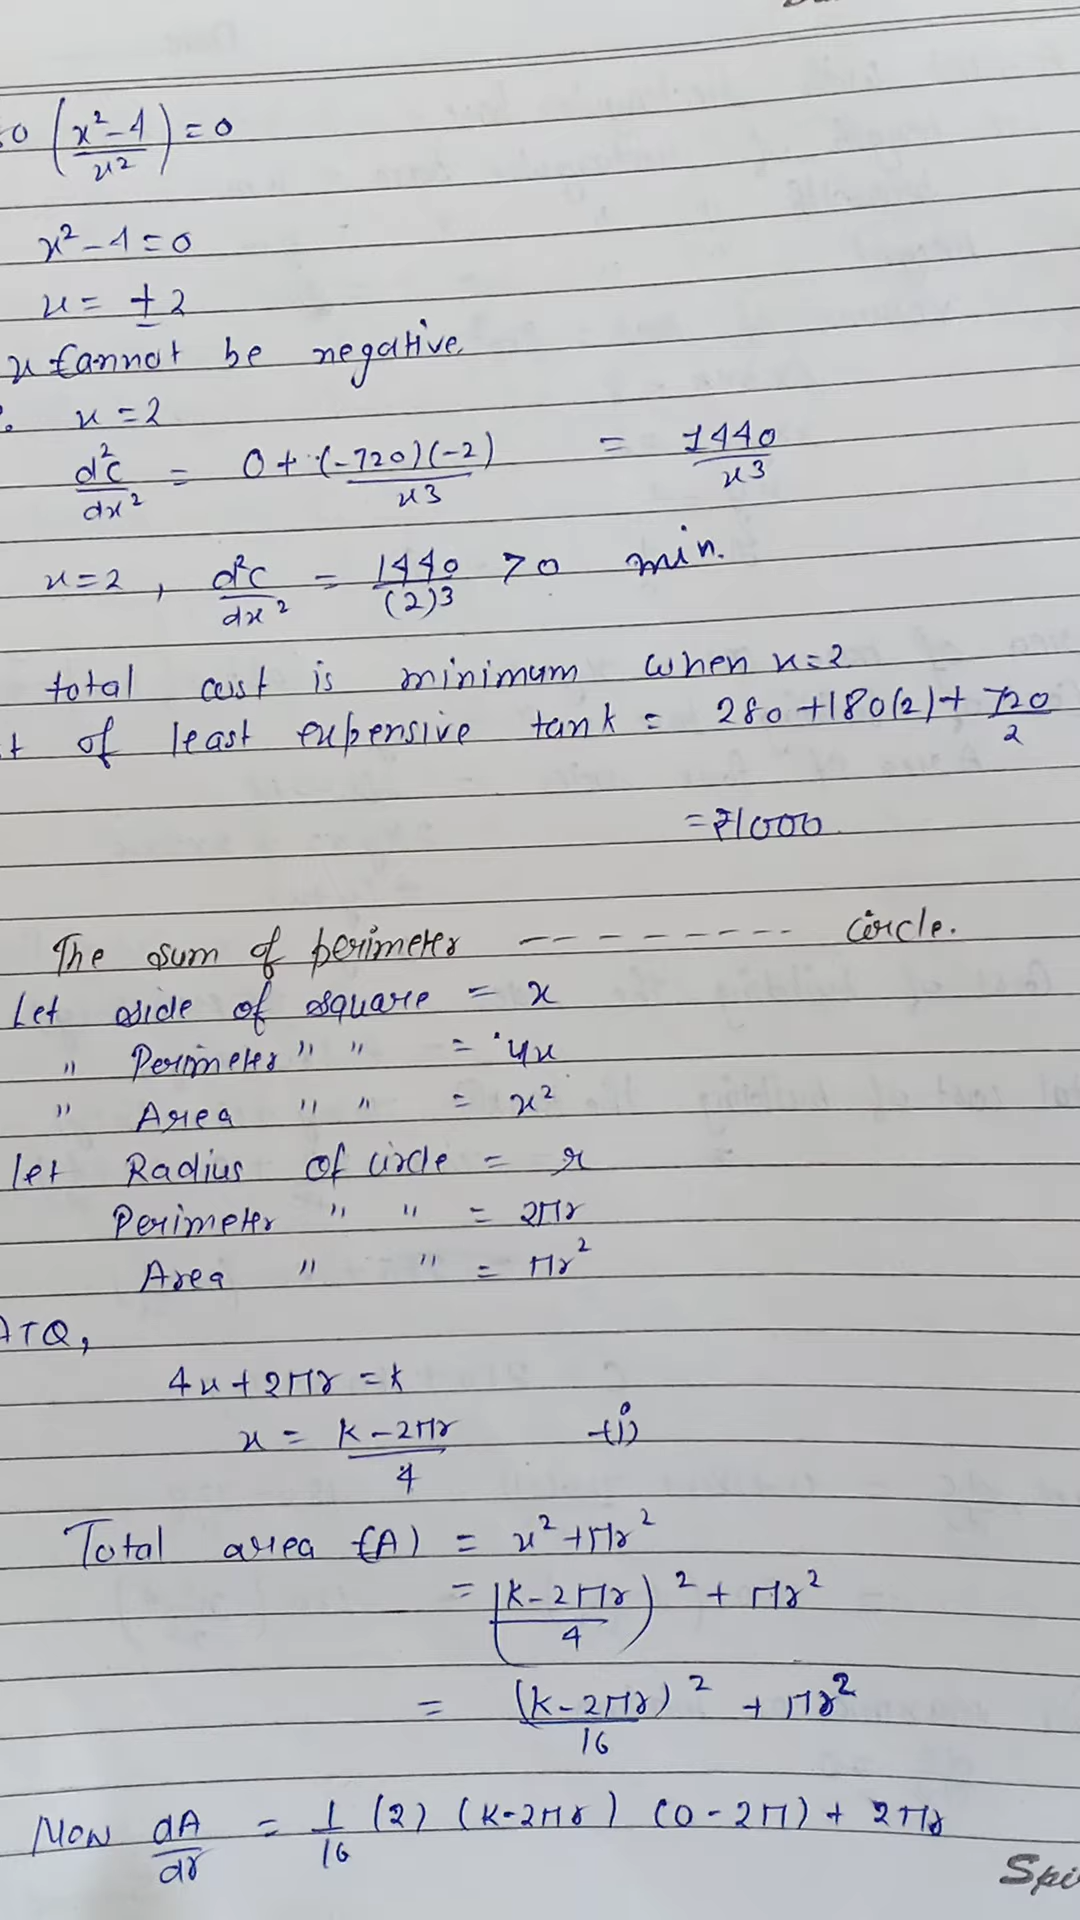 0 (x²-4/x²) = 0
x² - 4 = 0
x = ± 2
x cannot be negative.
x = 2
d²c/dx² = 0 + (-720)(-2)/x3 = 1440/x3
x = 2, d²c/dx² = 1440/(2)3 > 0 min.
total cost is minimum when x = 2
t of least expensive tank = 280 + 180(2) + 720/2
= ₹1000
The sum of perimeter --------- circle.
Let side of square = x
" Perimeter " " = 4x
" Area " " = x²
let Radius of circle = r
Perimeter " " = 2πr
Area " " = πr²
ATQ,
4x + 2πr = k
x = k - 2πr/4 -(i)
Total area (A) = x² + πr²
= (k - 2πr/4)² + πr²
= (k - 2πr)²/16 + πr²
Now dA/dr = 1/16 (2) (k - 2πr) (0 - 2π) + 2πr
Spi